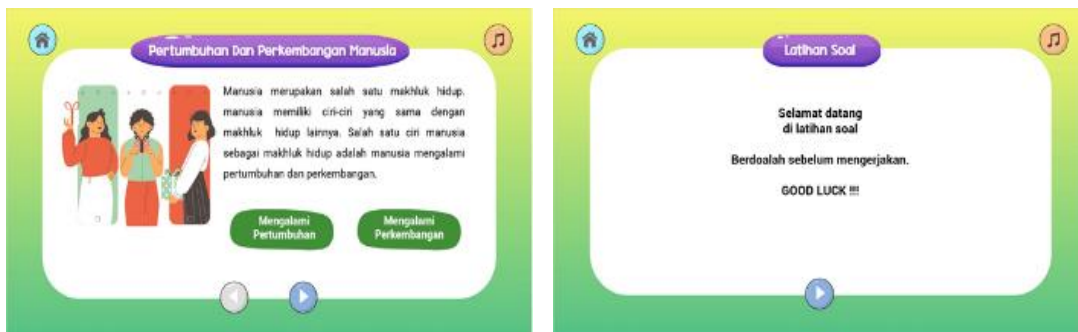 Pertumbuhan Dan Perkembangan Manusia
Manusia merupakan salah satu makhluk hidup.
manusia memiliki ciri-ciri yang sama dengan
makhluk hidup lainnya. Salah satu ciri manusia
sebagai makhluk hidup adalah manusia mengalami
pertumbuhan dan perkembangan.
Mengalami
Pertumbuhan
Mengalami
Perkembangan
Latihan Soal
Selamat datang
di latihan soal
Berdoalah sebelum mengerjakan.
GOOD LUCK !!!